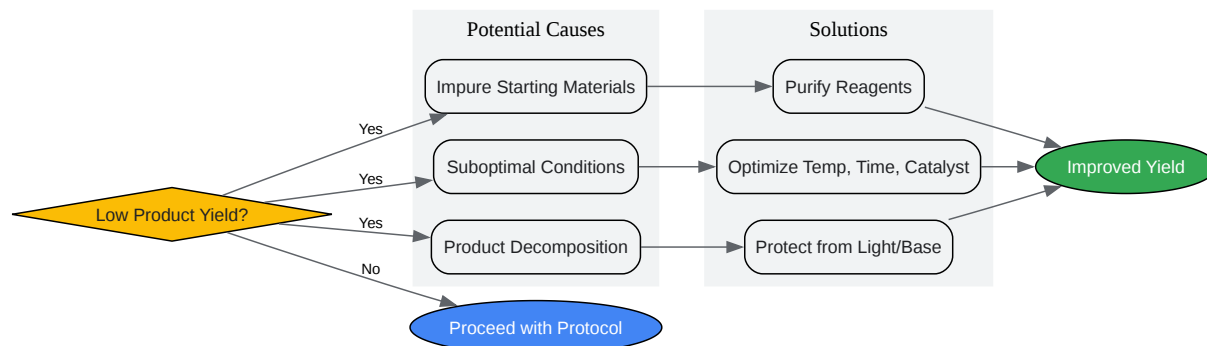 Potential Causes
Solutions
Impure Starting Materials
Purify Reagents
Yes
Suboptimal Conditions
Optimize Temp, Time, Catalyst
Improved Yield
Yes
Low Product Yield?
Yes
Product Decomposition
Protect from Light/Base
No
Proceed with Protocol